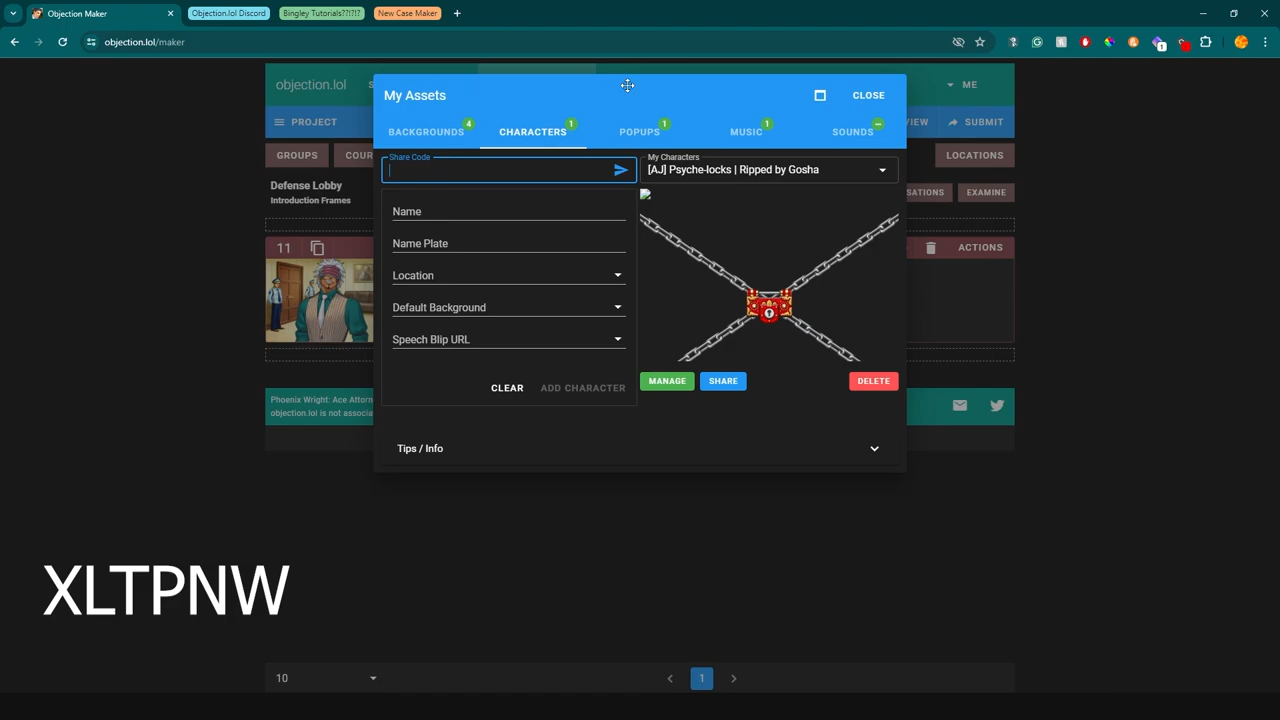 Objection Maker
Objection.lol Discord
Bingley Tutorials??!?!?
New Case Maker
objection.lol/maker
1
objection.lol
ME
My Assets
CLOSE
PROJECT
SUBMIT
BACKGROUNDS 4
CHARACTERS 1
POPUPS 1
MUSIC 1
SOUNDS
GROUPS
LOCATIONS
Share Code
My Characters
[AJ] Psyche-locks | Ripped by Gosha
Defense Lobby
Introduction Frames
EXAMINE
Name
Name Plate
Location
Default Background
Speech Blip URL
11
ACTIONS
CLEAR
ADD CHARACTER
MANAGE
SHARE
DELETE
Phoenix Wright: Ace Attorn
objection.lol is not associa
Tips / Info
XLTPNW
10
1